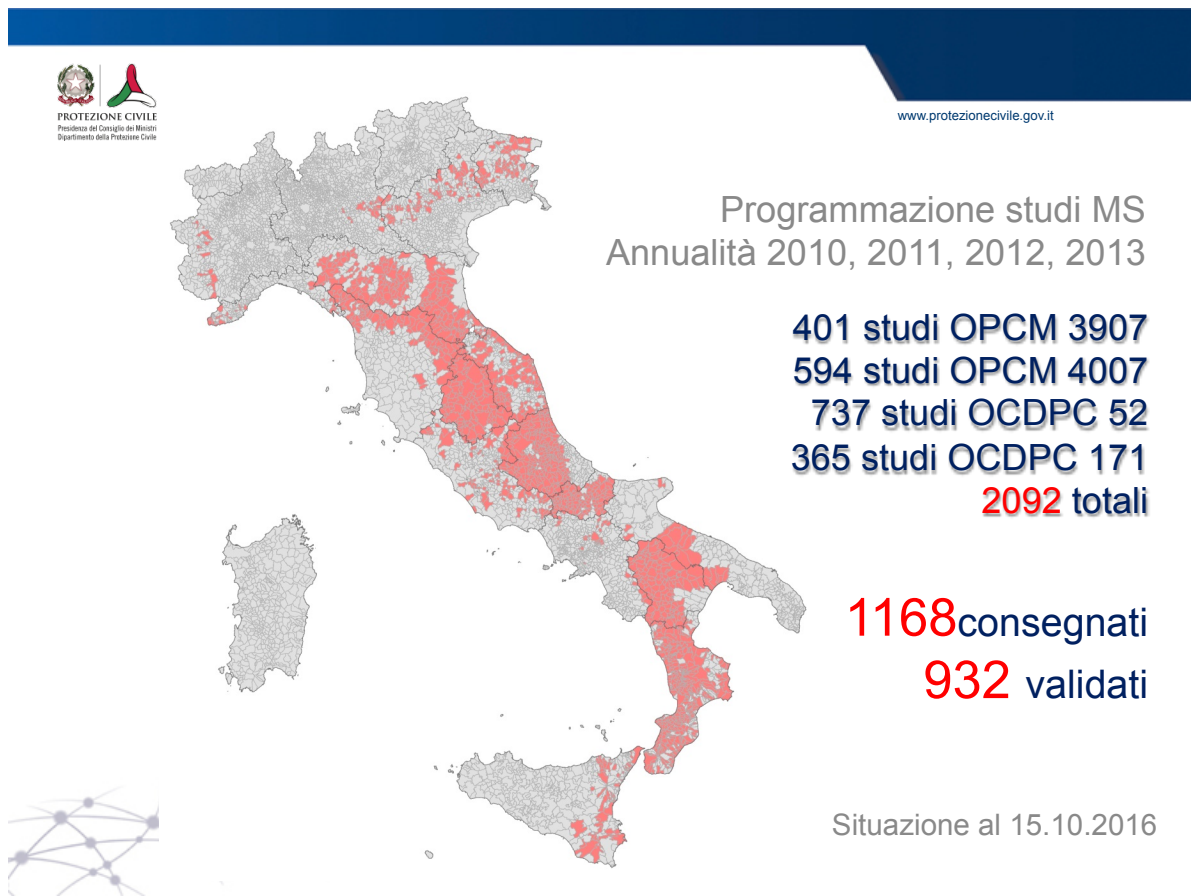 PROTEZIONE CIVILE
Presidenza del Consiglio dei Ministri
Dipartimento della Protezione Civile
www.protezionecivile.gov.it
Programmazione studi MS
Annualità 2010, 2011, 2012, 2013
401 studi OPCM 3907
594 studi OPCM 4007
737 studi OCDPC 52
365 studi OCDPC 171
2092 totali
1168consegnati
932 validati
Situazione al 15.10.2016